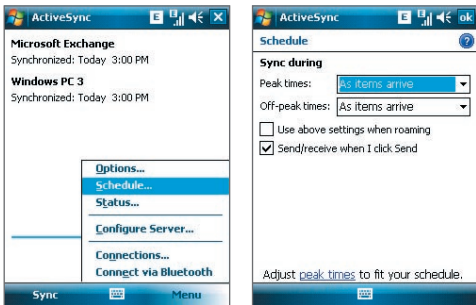 ActiveSync
Microsoft Exchange
Synchronized: Today 3:00 PM
Windows PC 3
Synchronized: Today 3:00 PM
Options...
Schedule...
Status...
Configure Server...
Connections...
Connect via Bluetooth
Sync
Menu
ActiveSync
ok
Schedule
Sync during
Peak times: As items arrive
Off-peak times: As items arrive
Use above settings when roaming
Send/receive when I click Send
Adjust peak times to fit your schedule.